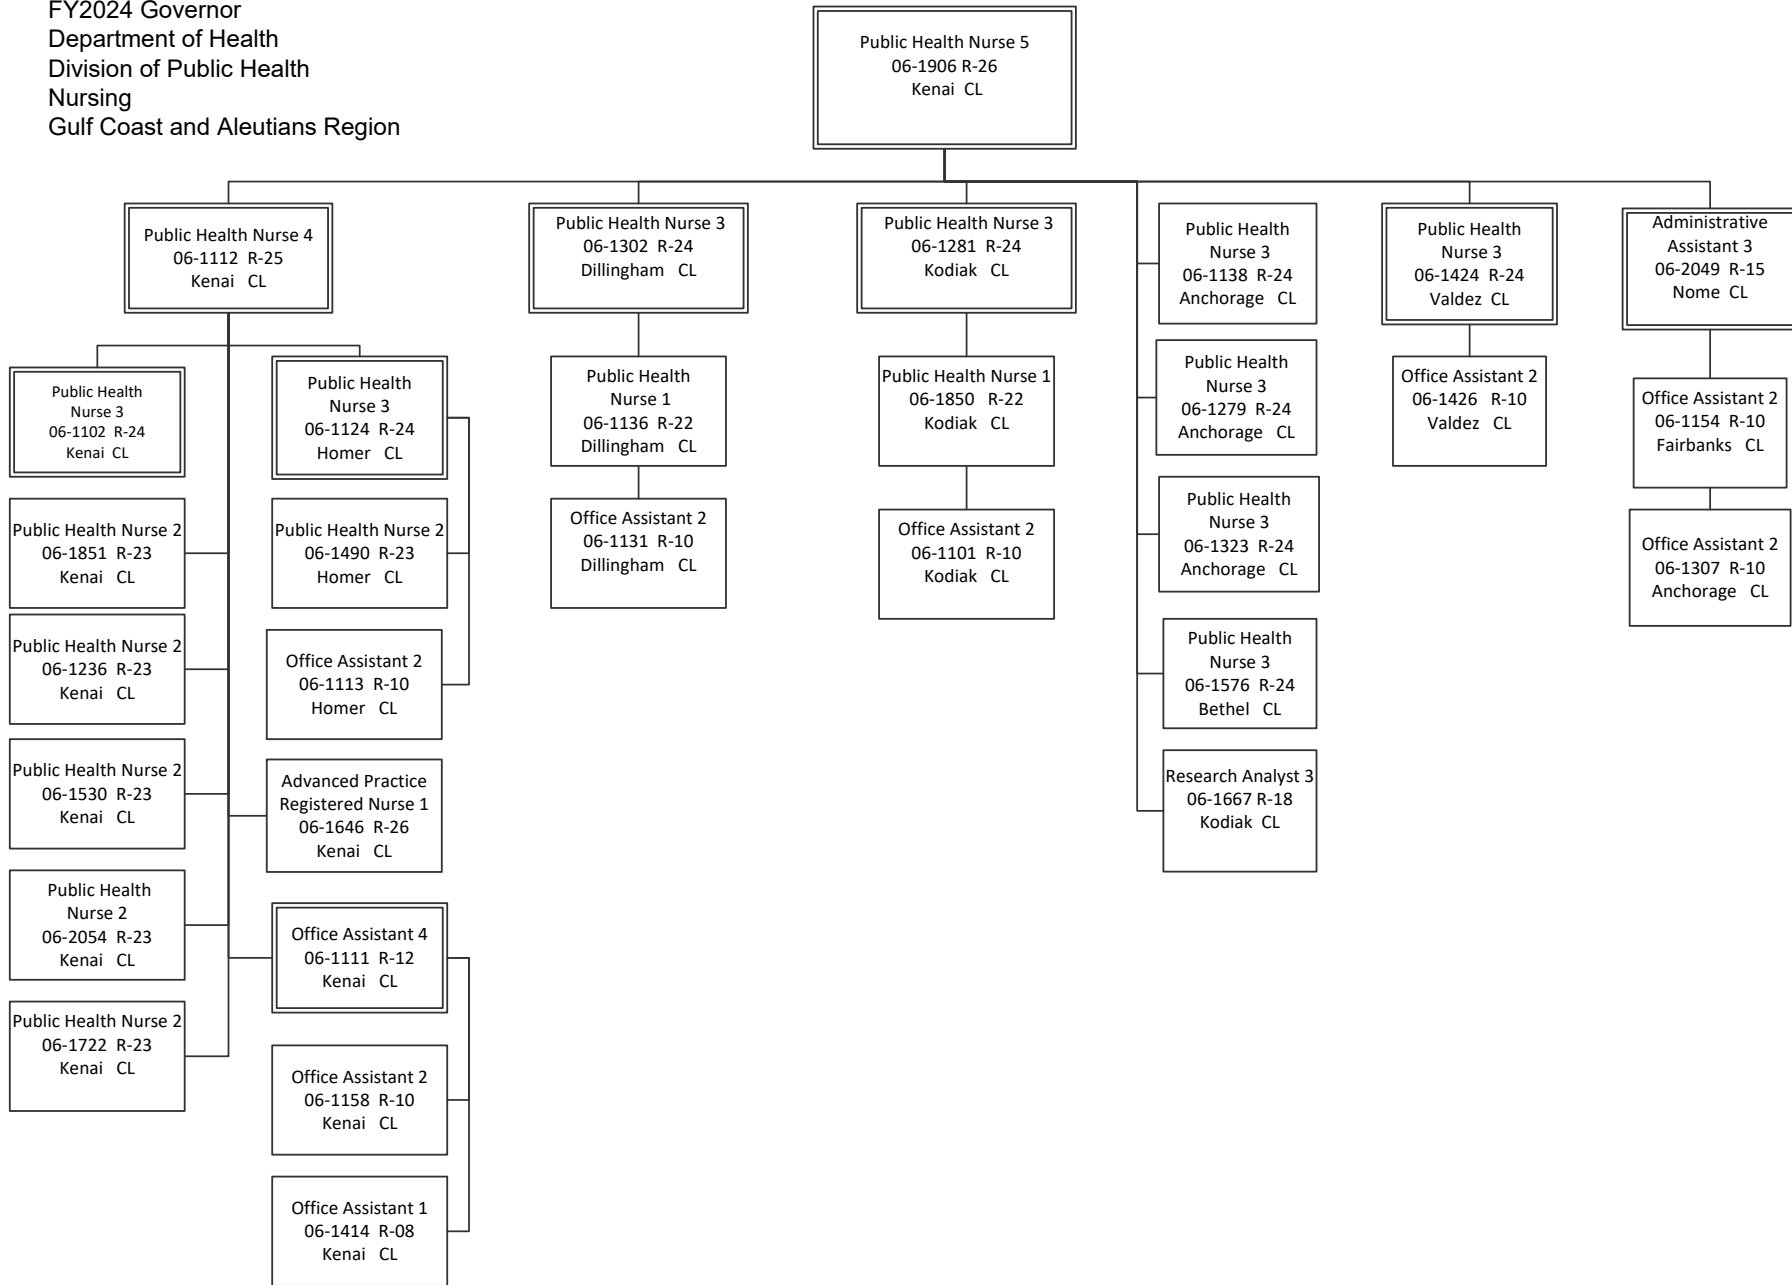 FY2024 Governor
Department of Health
Division of Public Health
Nursing
Gulf Coast and Aleutians Region
Public Health Nurse 5
06-1906 R-26
Kenai CL
Public Health Nurse 4
06-1112 R-25
Kenai CL
Public Health Nurse 3
06-1302 R-24
Dillingham CL
Public Health Nurse 3
06-1281 R-24
Kodiak CL
Public Health
Nurse 3
06-1138 R-24
Anchorage CL
Public Health
Nurse 3
06-1424 R-24
Valdez CL
Administrative
Assistant 3
06-2049 R-15
Nome CL
Public Health
Nurse 3
06-1102 R-24
Kenai CL
Public Health
Nurse 3
06-1124 R-24
Homer CL
Public Health
Nurse 1
06-1136 R-22
Dillingham CL
Public Health Nurse 1
06-1850 R-22
Kodiak CL
Public Health
Nurse 3
06-1279 R-24
Anchorage CL
Office Assistant 2
06-1426 R-10
Valdez CL
Office Assistant 2
06-1154 R-10
Fairbanks CL
Public Health Nurse 2
06-1851 R-23
Kenai CL
Public Health Nurse 2
06-1490 R-23
Homer CL
Office Assistant 2
06-1131 R-10
Dillingham CL
Office Assistant 2
06-1101 R-10
Kodiak CL
Public Health
Nurse 3
06-1323 R-24
Anchorage CL
Office Assistant 2
06-1307 R-10
Anchorage CL
Public Health Nurse 2
06-1236 R-23
Kenai CL
Office Assistant 2
06-1113 R-10
Homer CL
Public Health
Nurse 3
06-1576 R-24
Bethel CL
Public Health Nurse 2
06-1530 R-23
Kenai CL
Advanced Practice
Registered Nurse 1
06-1646 R-26
Kenai CL
Research Analyst 3
06-1667 R-18
Kodiak CL
Public Health
Nurse 2
06-2054 R-23
Kenai CL
Office Assistant 4
06-1111 R-12
Kenai CL
Public Health Nurse 2
06-1722 R-23
Kenai CL
Office Assistant 2
06-1158 R-10
Kenai CL
Office Assistant 1
06-1414 R-08
Kenai CL